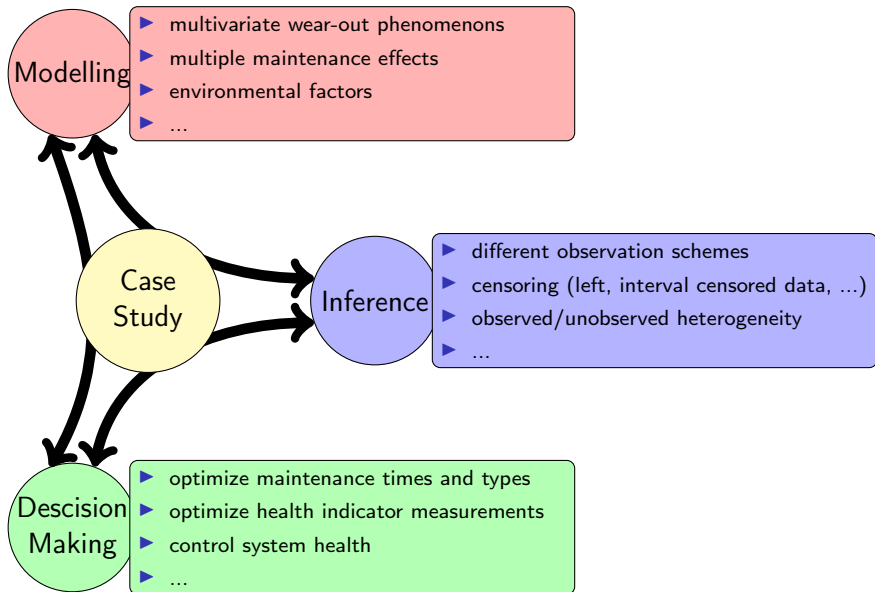 Modelling
▶ multivariate wear-out phenomenons
▶ multiple maintenance effects
▶ environmental factors
▶ ...
Case
Study
Inference
▶ different observation schemes
▶ censoring (left, interval censored data, ...)
▶ observed/unobserved heterogeneity
▶ ...
Descision
Making
▶ optimize maintenance times and types
▶ optimize health indicator measurements
▶ control system health
▶ ...